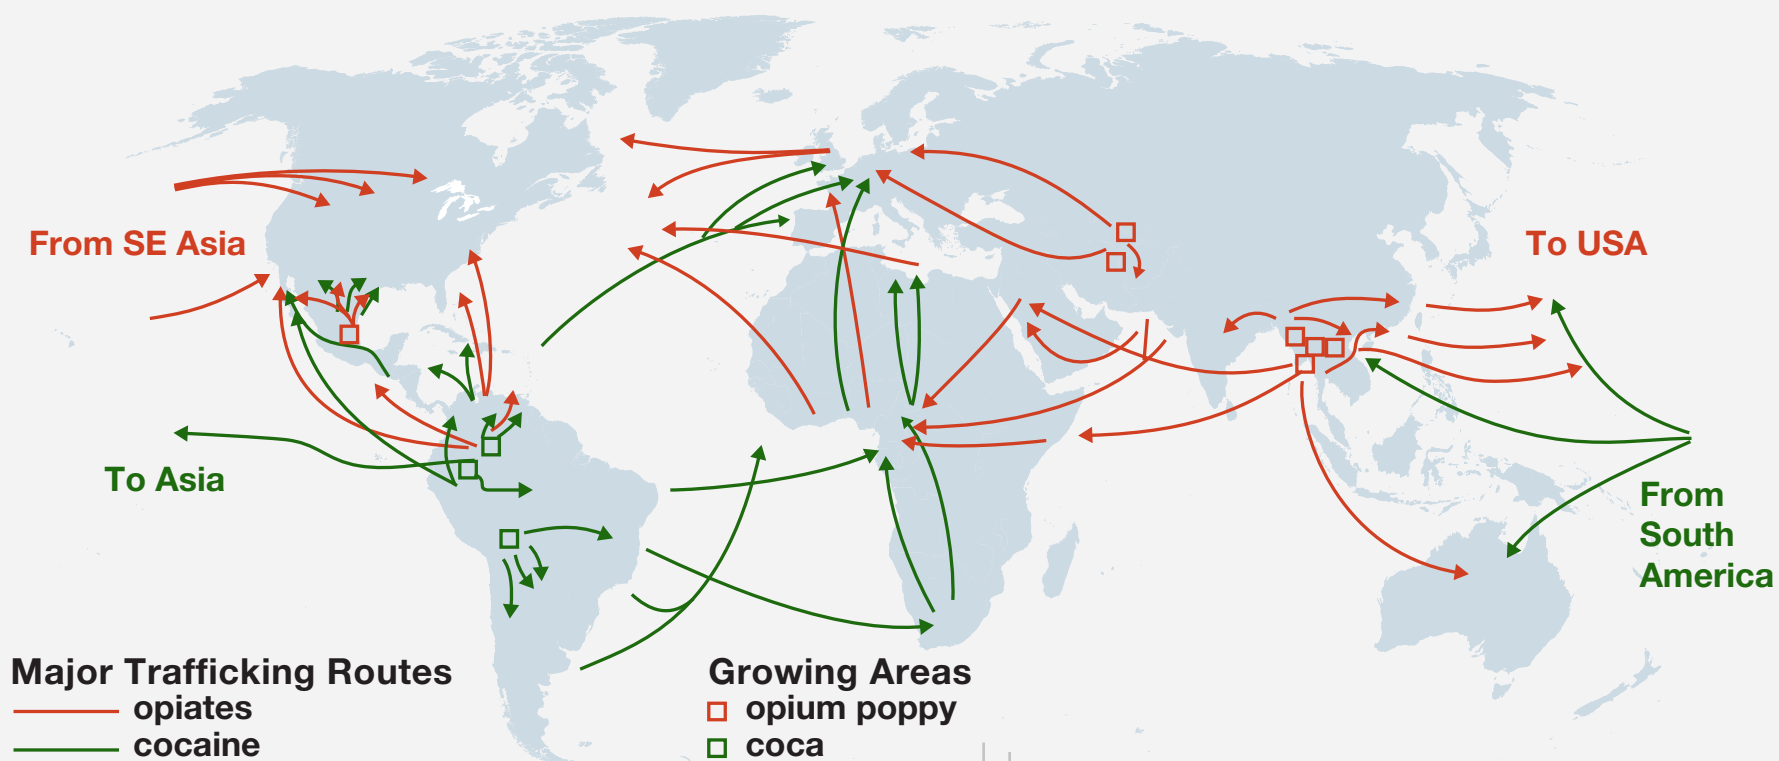 From SE Asia
To USA
To Asia
From
South
America
Major Trafficking Routes
opiates
cocaine
Growing Areas
opium poppy
coca